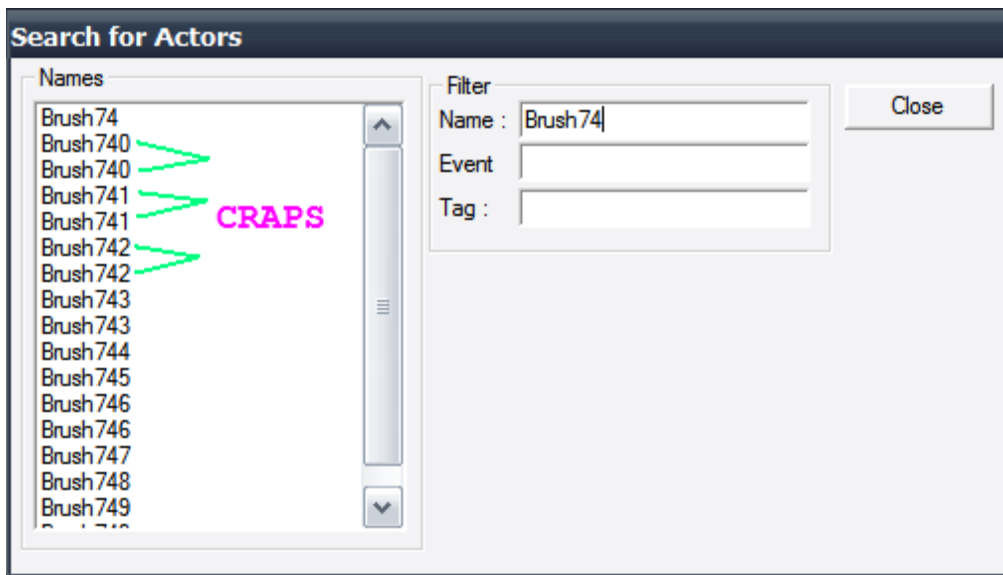 Search for Actors
Names
Brush74
Brush740
Brush740
Brush741
Brush741
Brush742
Brush742
Brush743
Brush743
Brush744
Brush745
Brush746
Brush746
Brush747
Brush748
Brush749
CRAPS
Filter
Name : Brush74
Event
Tag :
Close